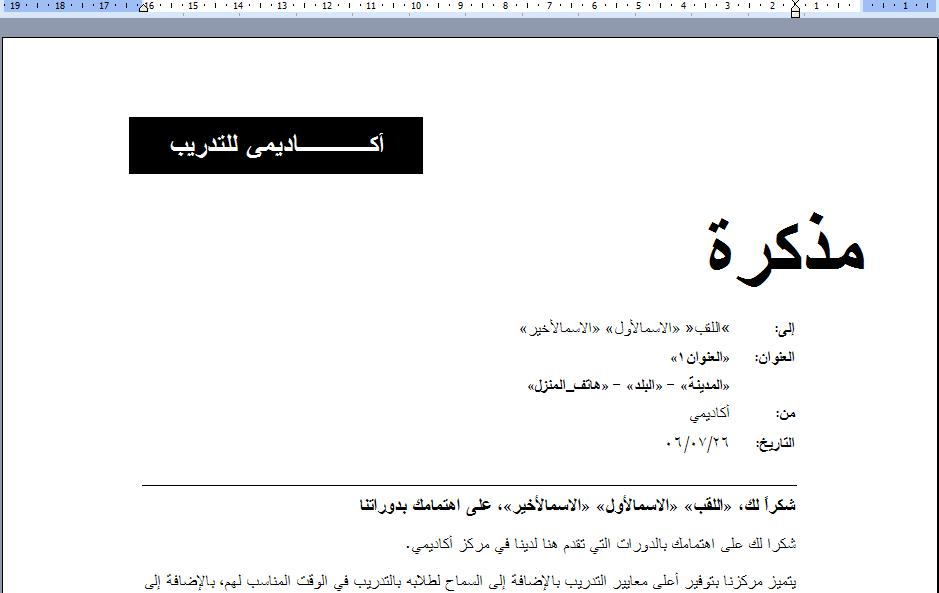 19 18 17 16 15 14 13 12 11 10 9 8 7 6 5 4 3 2 1 1
أكـــــــــاديمى للتدريب
مذكرة
إلى: »اللقب« «الاسمالأول» «الاسمالأخير»
العنوان: «العنوان١»
«المدينة» – «البلد» – «هاتف_المنزل»
من: أكاديمي
التاريخ: ٠٦/٠٧/٢٦
شكراً لك، «اللقب» «الاسمالأول» «الاسمالأخير»، على اهتمامك بدوراتنا
شكرا لك على اهتمامك بالدورات التي تقدم هنا لدينا في مركز أكاديمي.
يتميز مركزنا بتوفير أعلى معايير التدريب بالإضافة إلى السماح لطلابه بالتدريب في الوقت المناسب لهم، بالإضافة إلى